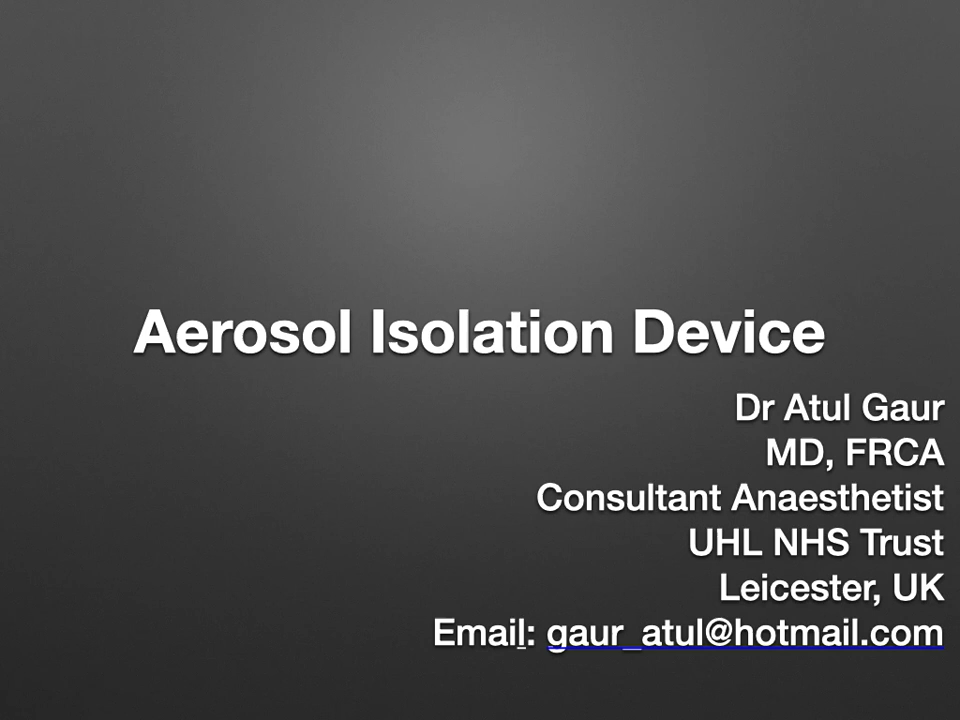 Aerosol Isolation Device
Dr Atul Gaur
MD, FRCA
Consultant Anaesthetist
UHL NHS Trust
Leicester, UK
Email: gaur_atul@hotmail.com